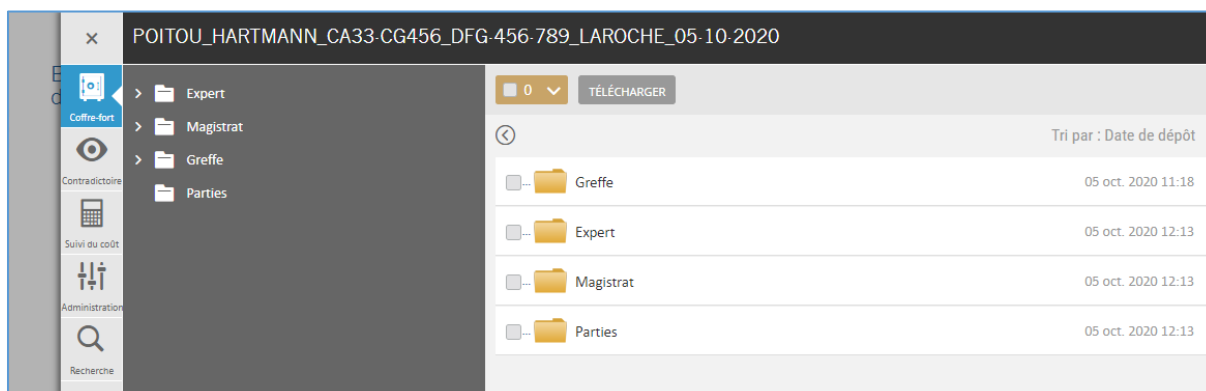 × POITOU_HARTMANN_CA33-CG456_DFG-456-789_LAROCHE_05-10-2020
Coffre-fort
Contradictoire
Suivi du coût
Administration
Recherche
> Expert
> Magistrat
> Greffe
Parties
0 TÉLÉCHARGER
Tri par : Date de dépôt
Greffe 05 oct. 2020 11:18
Expert 05 oct. 2020 12:13
Magistrat 05 oct. 2020 12:13
Parties 05 oct. 2020 12:13